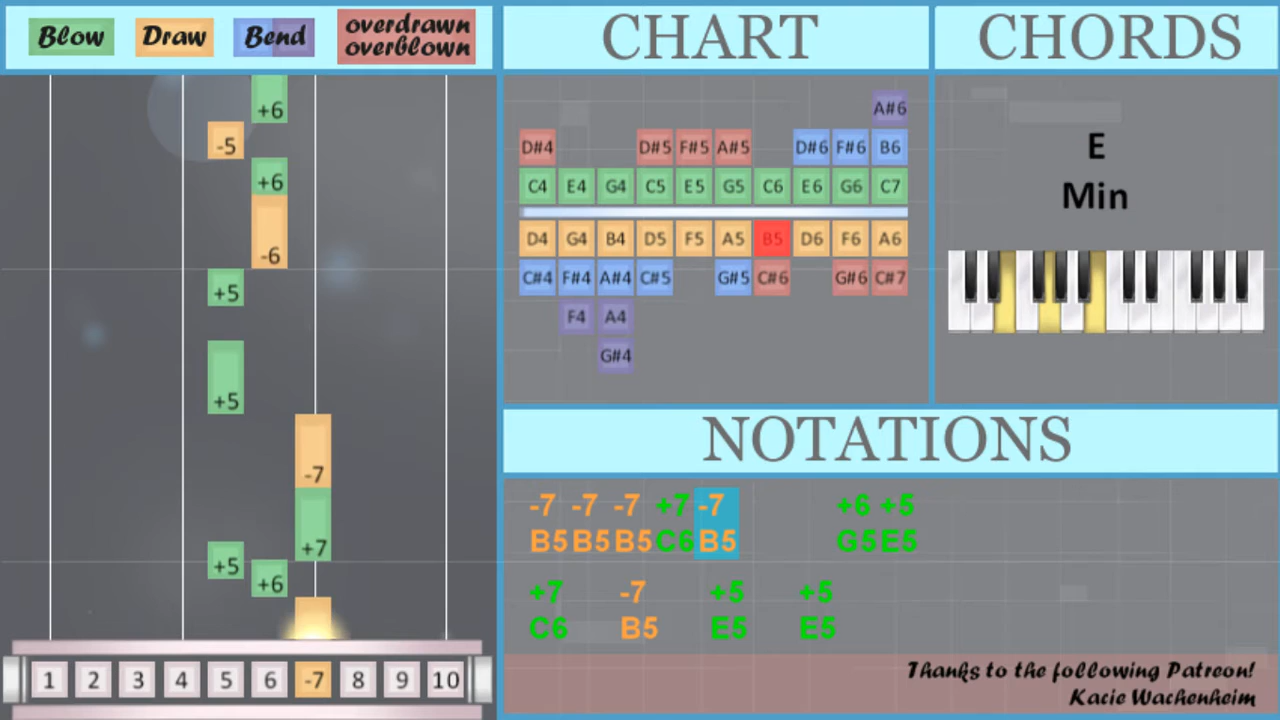 Blow Draw Bend overdrawn
overblown
CHART
CHORDS
+6
-5
+6
-6
+5
+5
-7
+7
+5
+6
1 2 3 4 5 6 -7 8 9 10
A#6
D#4 D#5 F#5 A#5 D#6 F#6 B6
C4 E4 G4 C5 E5 G5 C6 E6 G6 C7
D4 G4 B4 D5 F5 A5 B5 D6 F6 A6
C#4 F#4 A#4 C#5 G#5 C#6 G#6 C#7
F4 A4
G#4
E
Min
NOTATIONS
-7 -7 -7 +7 -7 +6 +5
B5 B5 B5 C6 B5 G5 E5
+7 -7 +5 +5
C6 B5 E5 E5
Thanks to the following Patreon!
Kacie Wachenheim